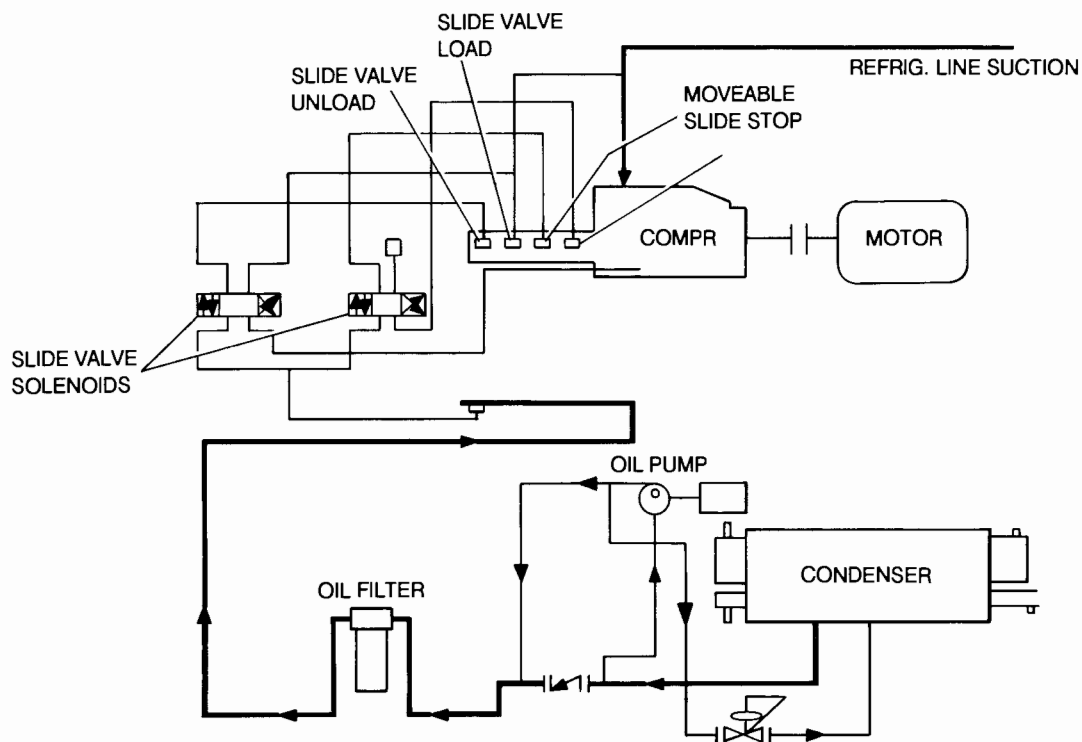 SLIDE VALVE
LOAD
REFRIG. LINE SUCTION
SLIDE VALVE
UNLOAD
MOVEABLE
SLIDE STOP
COMPR
MOTOR
SLIDE VALVE
SOLENOIDS
OIL PUMP
CONDENSER
OIL FILTER